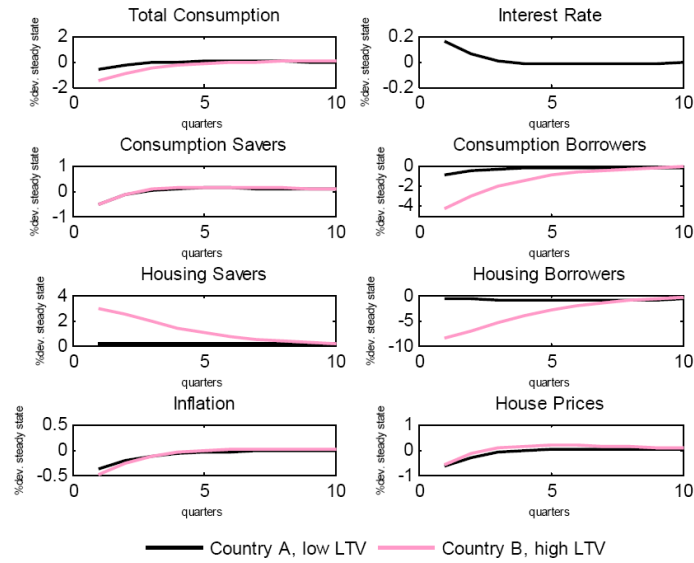 Total Consumption
Interest Rate
%dev. steady state
2
0
-2
0
5
10
quarters
%dev. steady state
0.2
0
0.2
0
5
10
quarters
Consumption Savers
Consumption Borrowers
%dev. steady state
1
0
-1
0
5
10
quarters
%dev. steady state
0
-2
-4
0
5
10
quarters
Housing Savers
Housing Borrowers
%dev. steady state
4
2
0
0
5
10
quarters
%dev. steady state
0
-5
-10
0
5
10
quarters
Inflation
House Prices
%dev. steady state
0.5
0
-0.5
0
5
10
quarters
%dev. steady state
1
0
-1
0
5
10
quarters
Country A, low LTV
Country B, high LTV